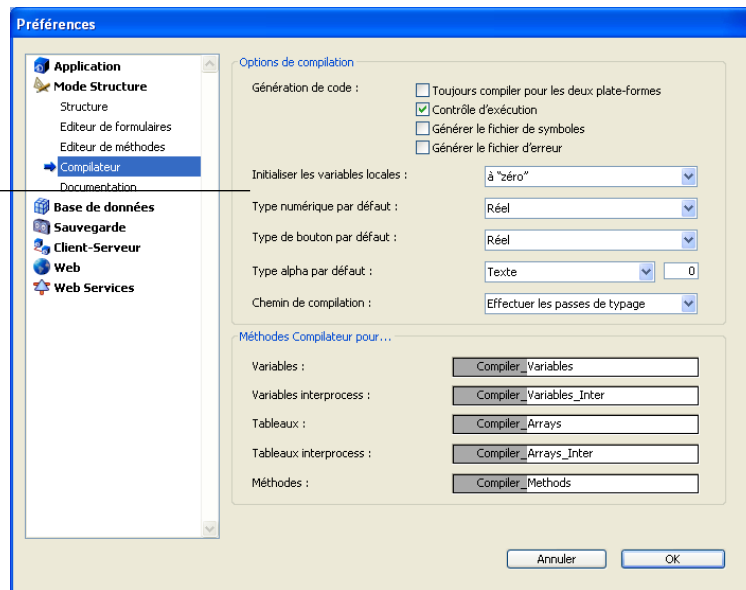 Préférences
Application
Mode Structure
Structure
Editeur de formulaires
Editeur de méthodes
Compilateur
Documentation
Base de données
Sauvegarde
Client-Serveur
Web
Web Services
Options de compilation
Génération de code :
Toujours compiler pour les deux plate-formes
Contrôle d'exécution
Générer le fichier de symboles
Générer le fichier d'erreur
Initialiser les variables locales : à "zéro"
Type numérique par défaut : Réel
Type de bouton par défaut : Réel
Type alpha par défaut : Texte 0
Chemin de compilation : Effectuer les passes de typage
Méthodes Compilateur pour...
Variables : Compiler_Variables
Variables interprocess : Compiler_Variables_Inter
Tableaux : Compiler_Arrays
Tableaux interprocess : Compiler_Arrays_Inter
Méthodes : Compiler_Methods
Annuler OK